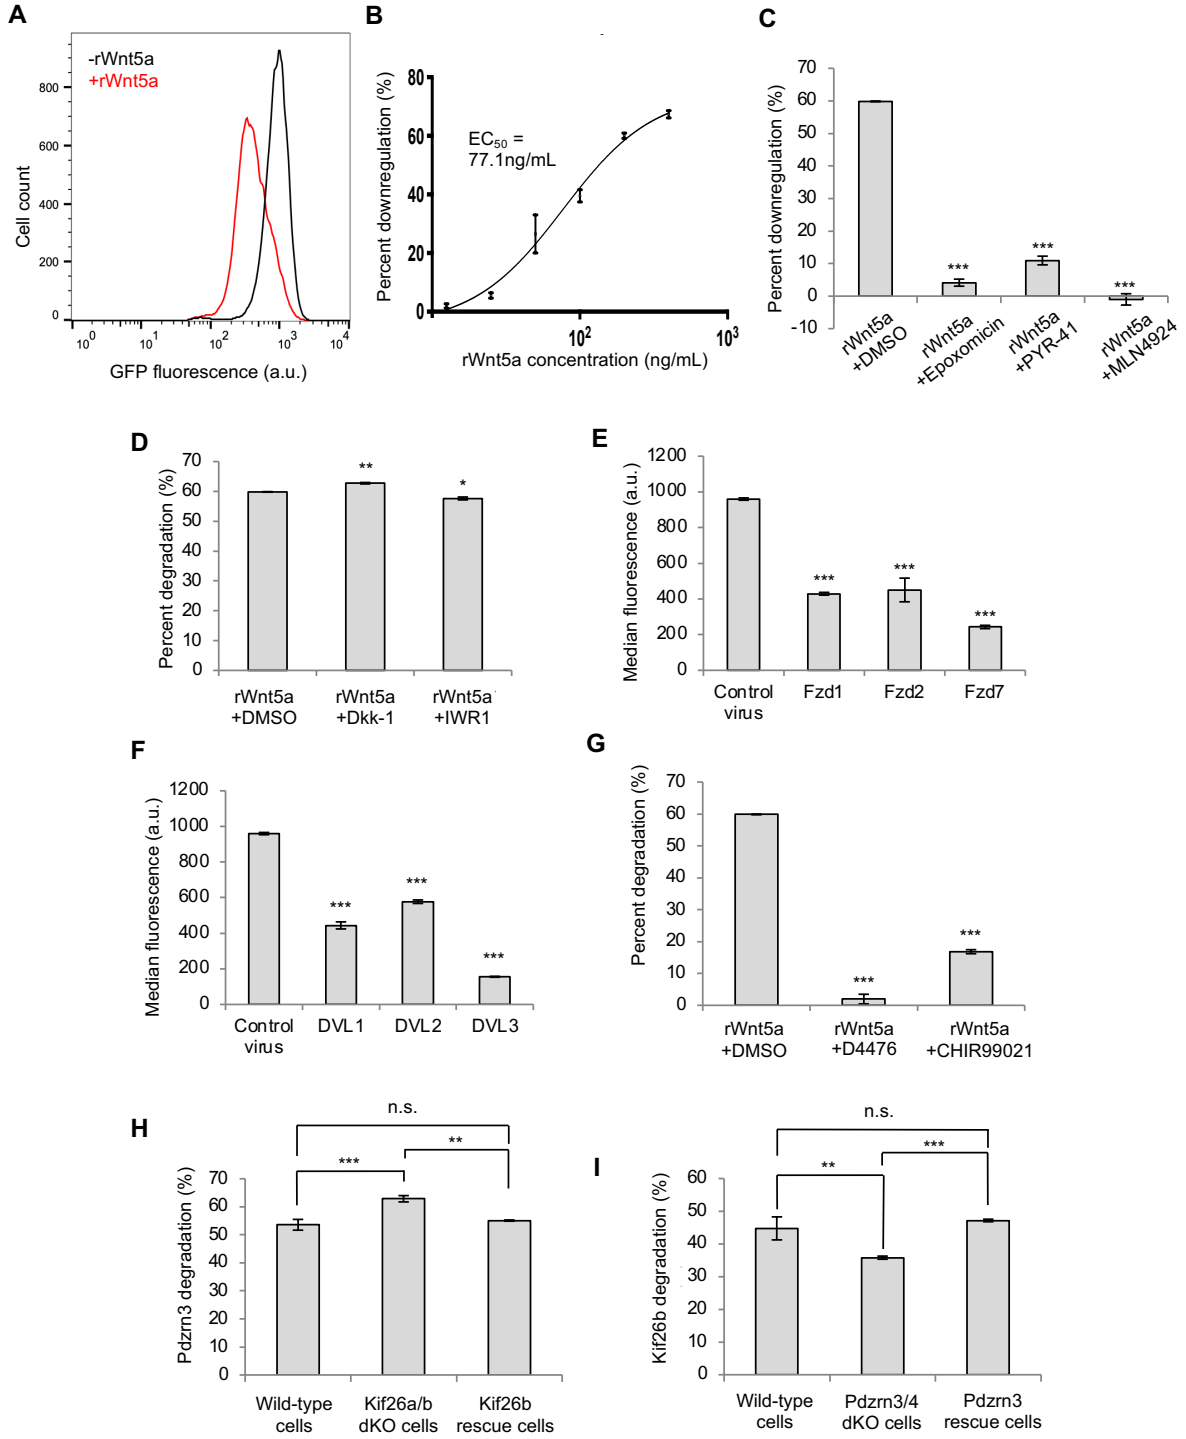 A
-rWnt5a
+rWnt5a
Cell count
800
600
400
200
0
10^0 10^1 10^2 10^3 10^4
GFP fluorescence (a.u.)
B
Percent downregulation (%)
80
60
40
20
0
EC50 =
77.1ng/mL
10^2 10^3
rWnt5a concentration (ng/mL)
C
Percent downregulation (%)
70
60
50
40
30
20
10
0
-10
*** *** ***
rWnt5a
+DMSO
rWnt5a
+Epoxomicin
rWnt5a
+PYR-41
rWnt5a
+MLN4924
D
Percent degradation (%)
70
60
50
40
30
20
10
0
** *
rWnt5a
+DMSO
rWnt5a
+Dkk-1
rWnt5a
+IWR1
E
Median fluorescence (a.u.)
1200
1000
800
600
400
200
0
*** *** ***
Control
virus
Fzd1
Fzd2
Fzd7
F
Median fluorescence (a.u.)
1200
1000
800
600
400
200
0
*** *** ***
Control
virus
DVL1
DVL2
DVL3
G
Percent degradation (%)
70
60
50
40
30
20
10
0
*** ***
rWnt5a
+DMSO
rWnt5a
+D4476
rWnt5a
+CHIR99021
H
Pdzrn3 degradation (%)
70
60
50
40
30
20
10
0
n.s.
**
***
Wild-type
cells
Kif26a/b
dKO cells
Kif26b
rescue cells
I
Kif26b degradation (%)
60
50
40
30
20
10
0
n.s.
***
**
Wild-type
cells
Pdzrn3/4
dKO cells
Pdzrn3
rescue cells